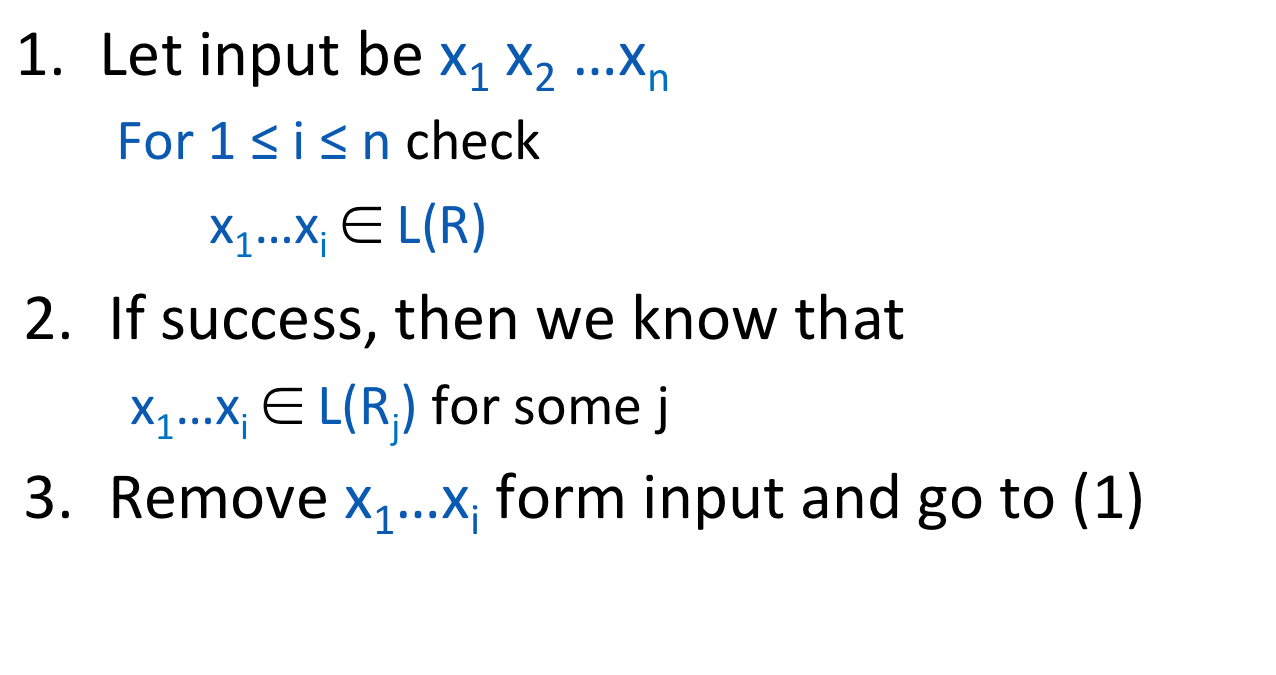 1. Let input be x₁ x₂ ...xₙ
For 1 ≤ i ≤ n check
x₁...xᵢ ∈ L(R)
2. If success, then we know that
x₁...xᵢ ∈ L(Rⱼ) for some j
3. Remove x₁...xᵢ form input and go to (1)